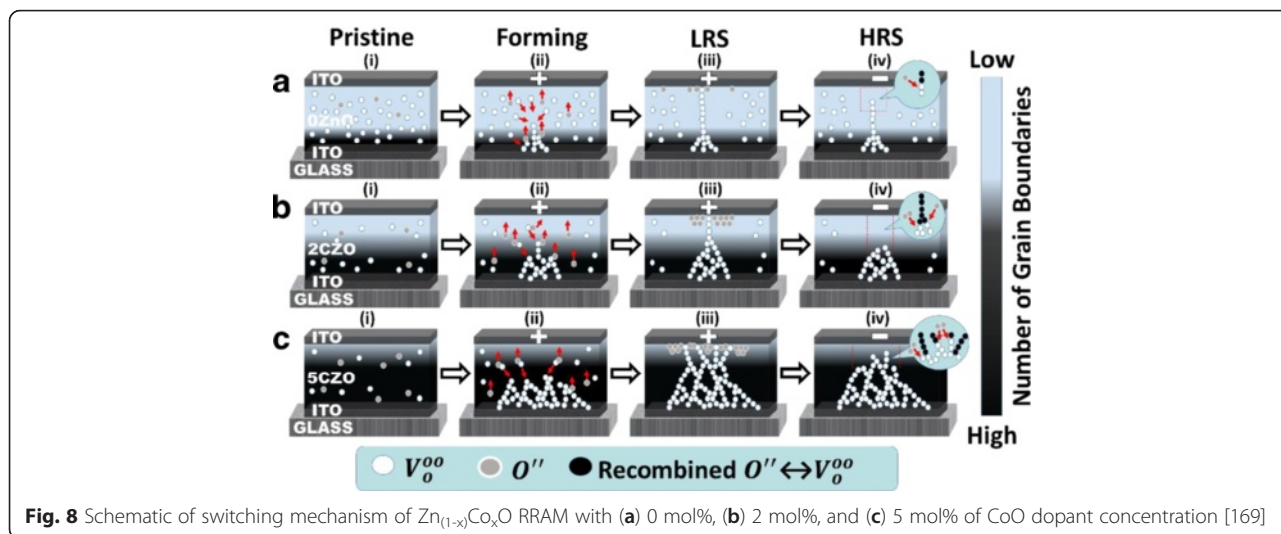 Pristine Forming LRS HRS
(i) (ii) (iii) (iv)
Low
a
ITO + + −
0ZnO
ITO
GLASS
(i) (ii) (iii) (iv)
b
ITO + + −
2CZO
ITO
GLASS
(i) (ii) (iii) (iv)
c
ITO + + −
5CZO
ITO
GLASS
Number of Grain Boundaries
High
V_o^{oo} O'' Recombined O''↔V_o^{oo}
Fig. 8 Schematic of switching mechanism of Zn(1-x)CoxO RRAM with (a) 0 mol%, (b) 2 mol%, and (c) 5 mol% of CoO dopant concentration [169]